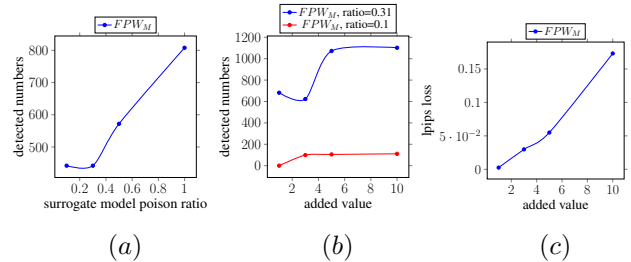 FPW_M
800
700
600
500
0.2 0.4 0.6 0.8 1
surrogate model poison ratio
detected numbers
(a)
FPW_M, ratio=0.31
FPW_M, ratio=0.1
1200
1000
800
600
400
200
0
2 4 6 8 10
added value
detected numbers
(b)
FPW_M
0.15
0.1
5 · 10^-2
0
2 4 6 8 10
added value
lpips loss
(c)